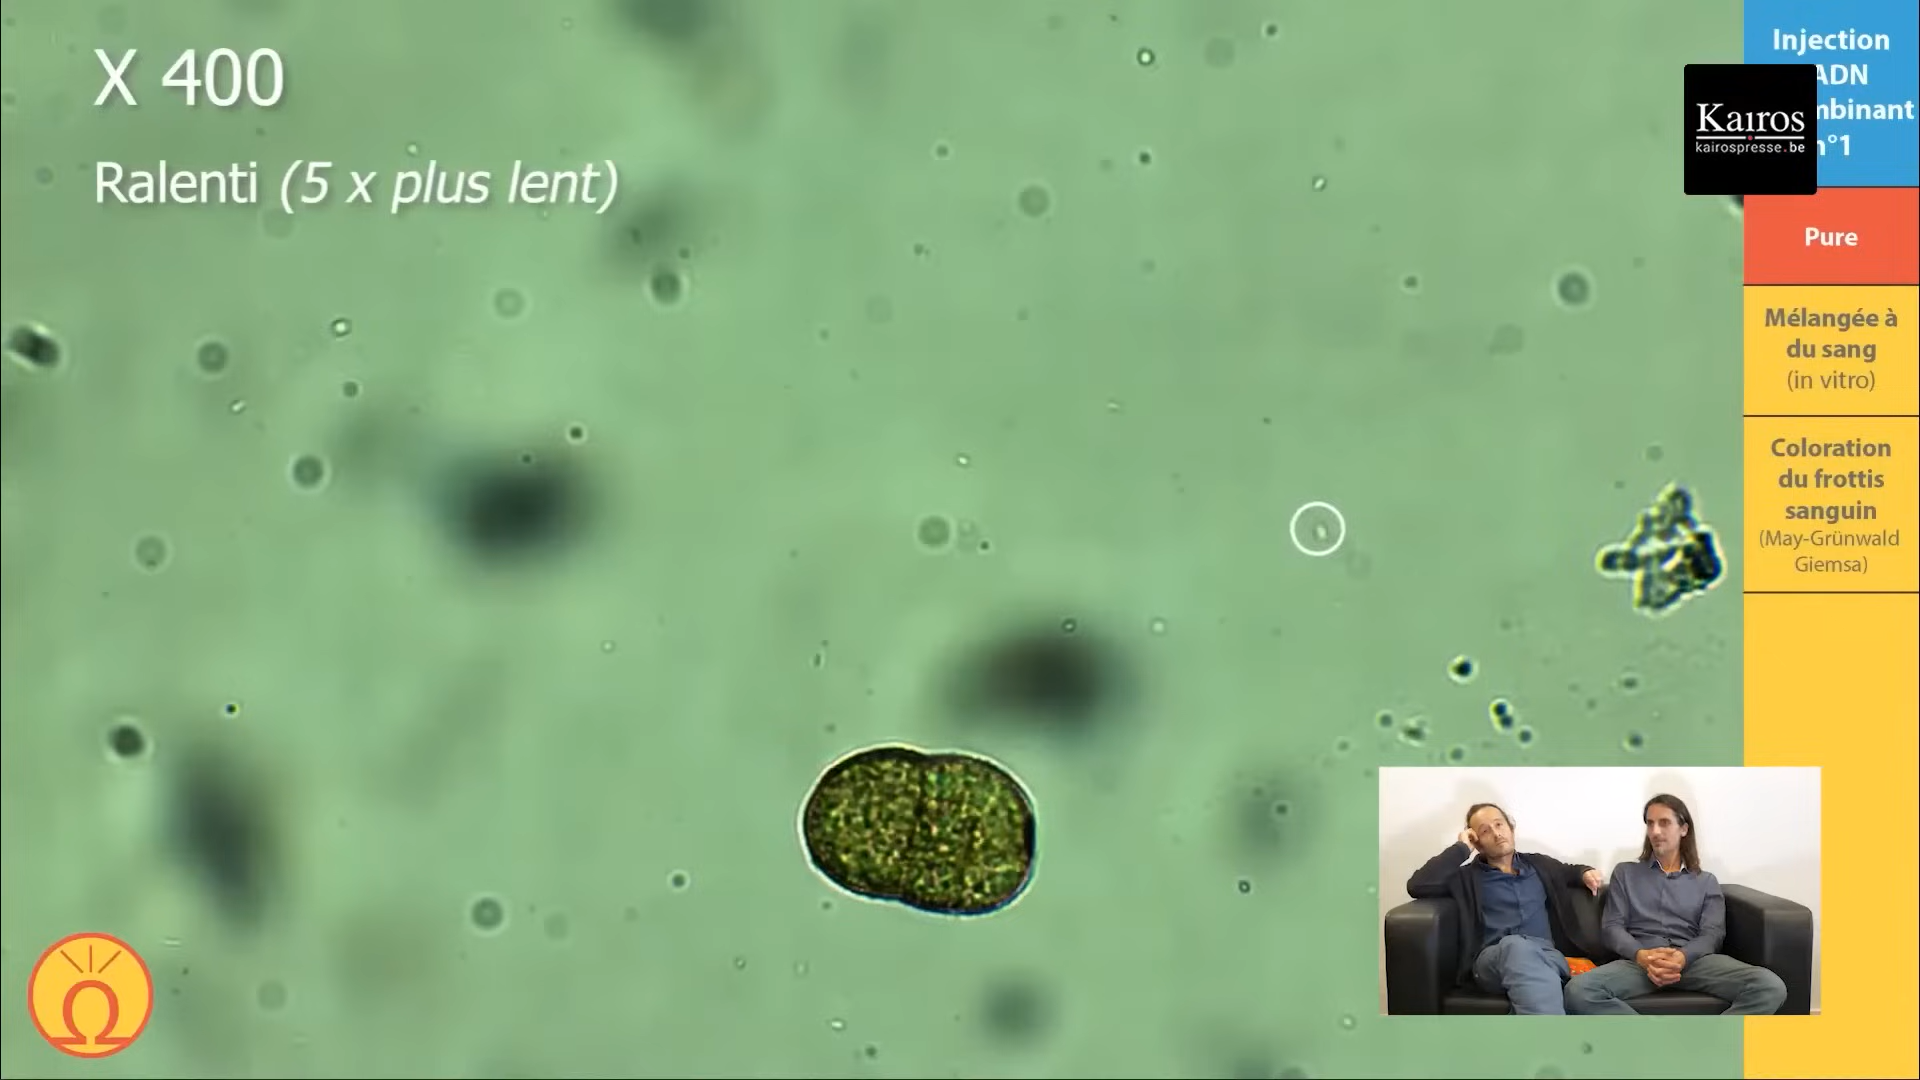 X 400
Ralenti (5 x plus lent)
Injection
ADN
mbinant
n°1
Kairos
kairospresse.be
Pure
Mélangée à
du sang
(in vitro)
Coloration
du frottis
sanguin
(May-Grünwald
Giemsa)